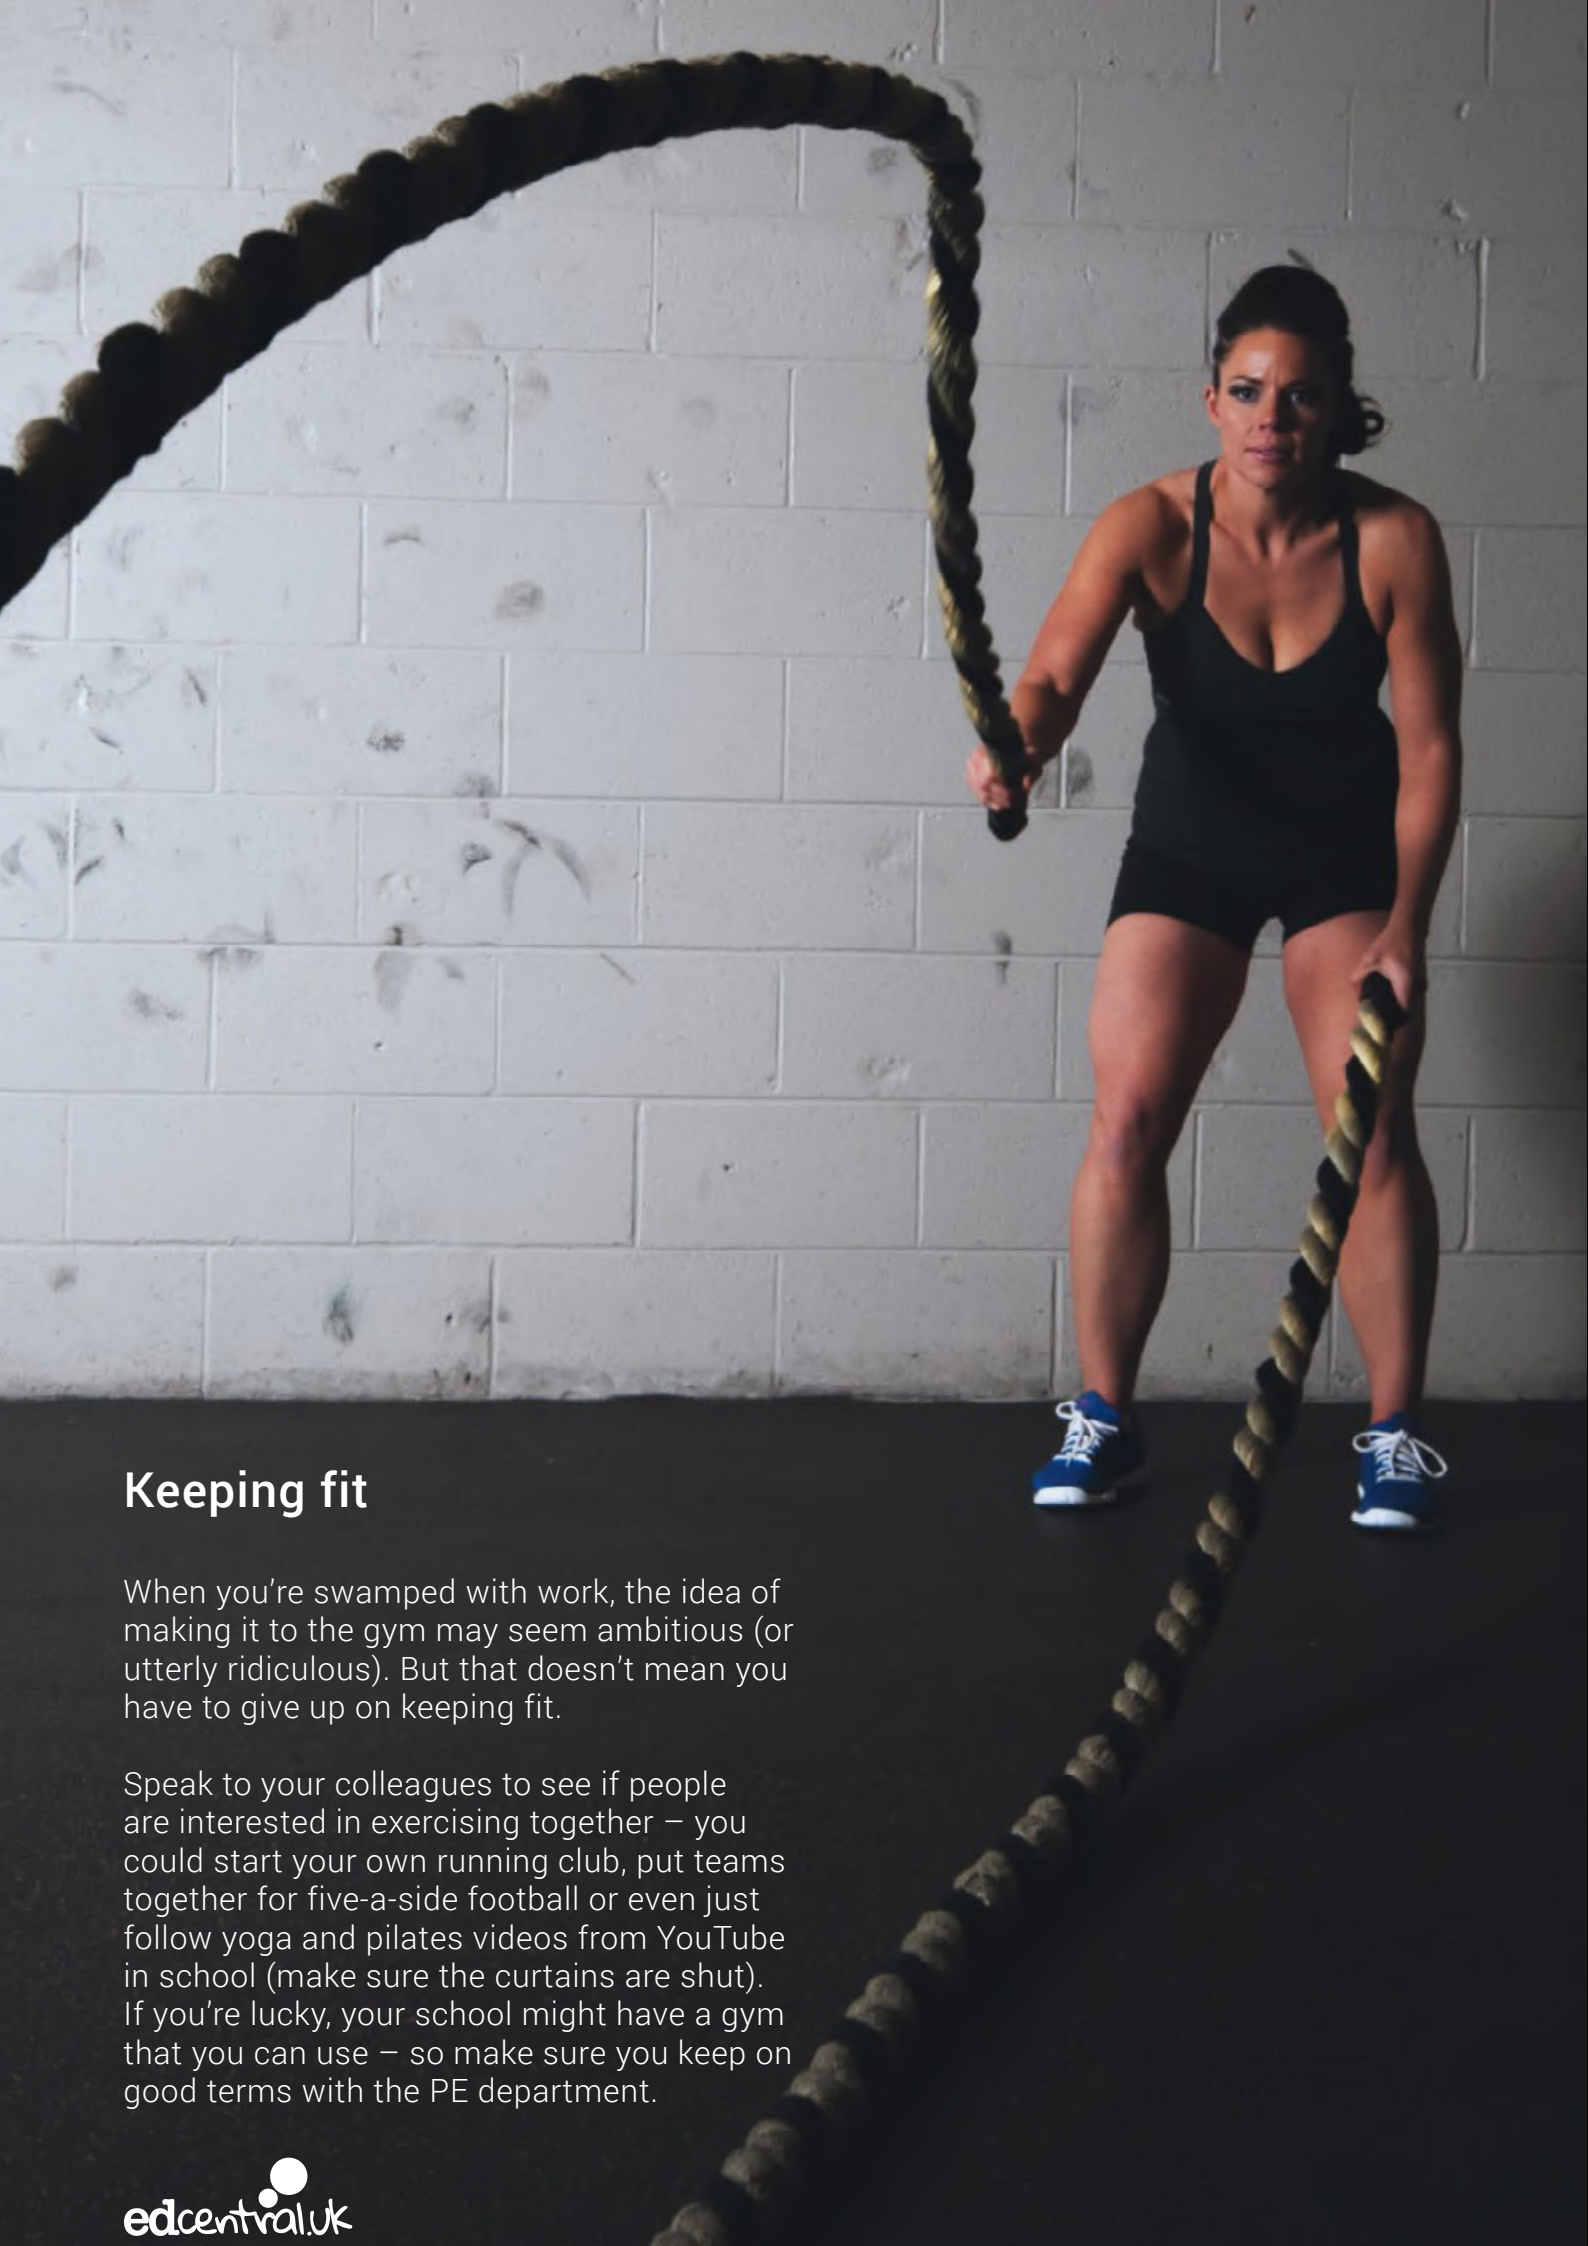 Keeping fit
When you’re swamped with work, the idea of
making it to the gym may seem ambitious (or
utterly ridiculous). But that doesn’t mean you
have to give up on keeping fit.
Speak to your colleagues to see if people
are interested in exercising together – you
could start your own running club, put teams
together for five-a-side football or even just
follow yoga and pilates videos from YouTube
in school (make sure the curtains are shut).
If you’re lucky, your school might have a gym
that you can use – so make sure you keep on
good terms with the PE department.
edcentral.uk